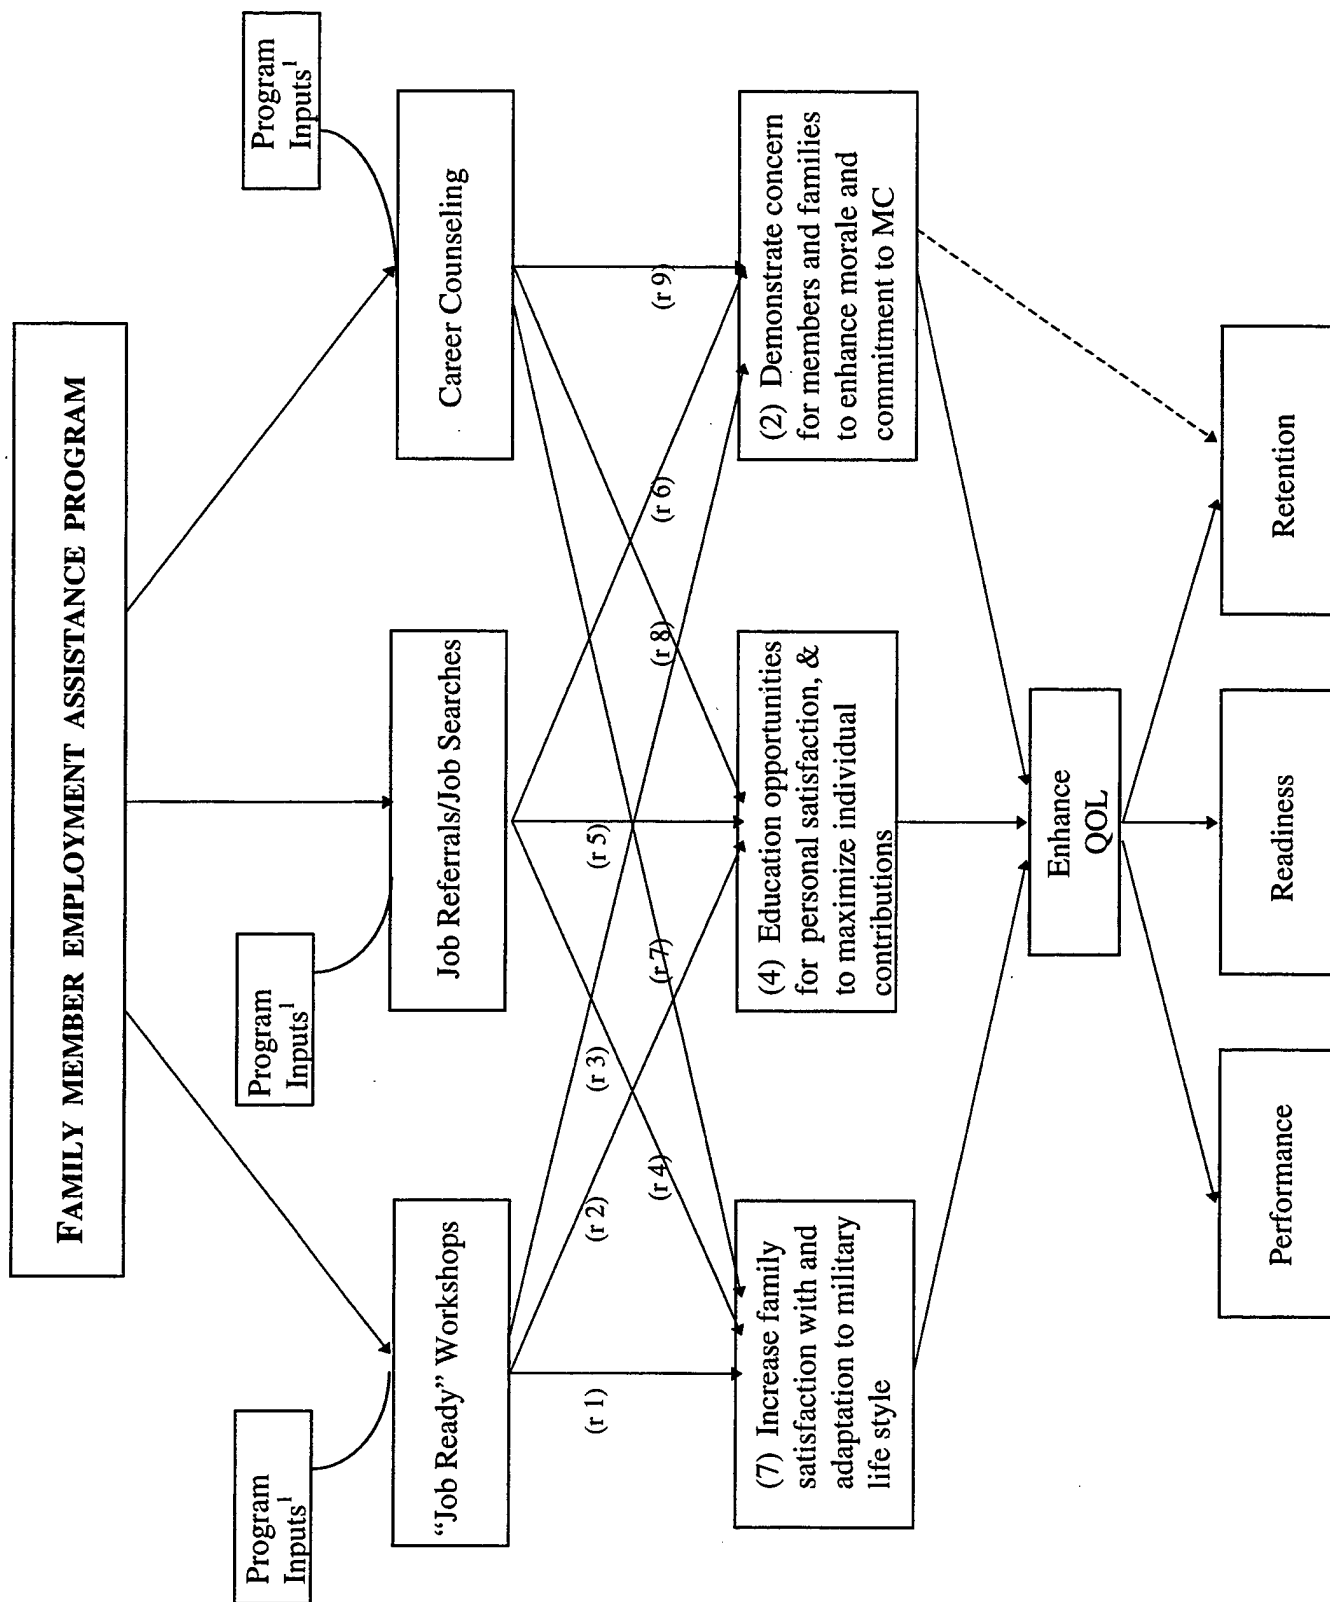 FAMILY MEMBER EMPLOYMENT ASSISTANCE PROGRAM
Program
Inputs¹
Program
Inputs¹
Program
Inputs¹
“Job Ready” Workshops
Job Referrals/Job Searches
Career Counseling
(r 1)
(r 2)
(r 3)
(r 4)
(r 5)
(r 6)
(r 7)
(r 8)
(r 9)
(7) Increase family
satisfaction with and
adaptation to military
life style
(4) Education opportunities
for personal satisfaction, &
to maximize individual
contributions
(2) Demonstrate concern
for members and families
to enhance morale and
commitment to MC
Enhance
QOL
Performance
Readiness
Retention